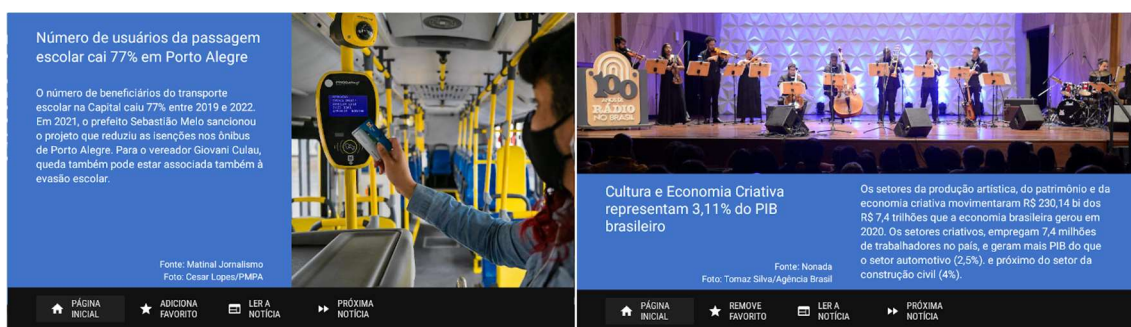 Número de usuários da passagem
escolar cai 77% em Porto Alegre
O número de beneficiários do transporte
escolar na Capital caiu 77% entre 2019 e 2022.
Em 2021, o prefeito Sebastião Melo sancionou
o projeto que reduziu as isenções nos ônibus
de Porto Alegre. Para o vereador Giovani Culau,
queda também pode estar associada também à
evasão escolar.
Fonte: Matinal Jornalismo
Foto: Cesar Lopes/PMPA
PÁGINA
INICIAL
ADICIONA
FAVORITO
LER A
NOTÍCIA
PRÓXIMA
NOTÍCIA
100
RÁDIO
NO BRASIL
Cultura e Economia Criativa
representam 3,11% do PIB
brasileiro
Fonte: Nonada
Foto: Tomaz Silva/Agência Brasil
Os setores da produção artística, do patrimônio e da
economia criativa movimentaram R$ 230,14 bi dos
R$ 7,4 trilhões que a economia brasileira gerou em
2020. Os setores criativos, empregam 7,4 milhões
de trabalhadores no país, e geram mais PIB do que
o setor automotivo (2,5%). e próximo do setor da
construção civil (4%).
PÁGINA
INICIAL
REMOVE
FAVORITO
LER A
NOTÍCIA
PRÓXIMA
NOTÍCIA